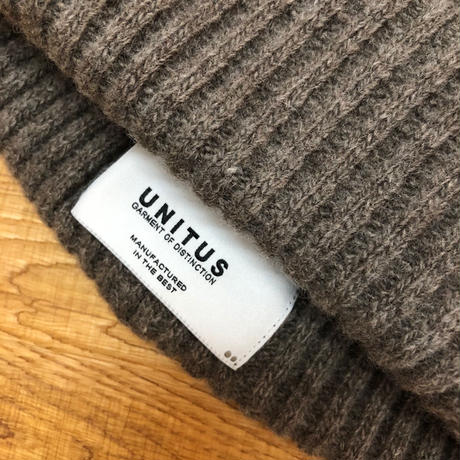 UNITUS
GARMENT OF DISTINCTION
MANUFACTURED
IN THE BEST